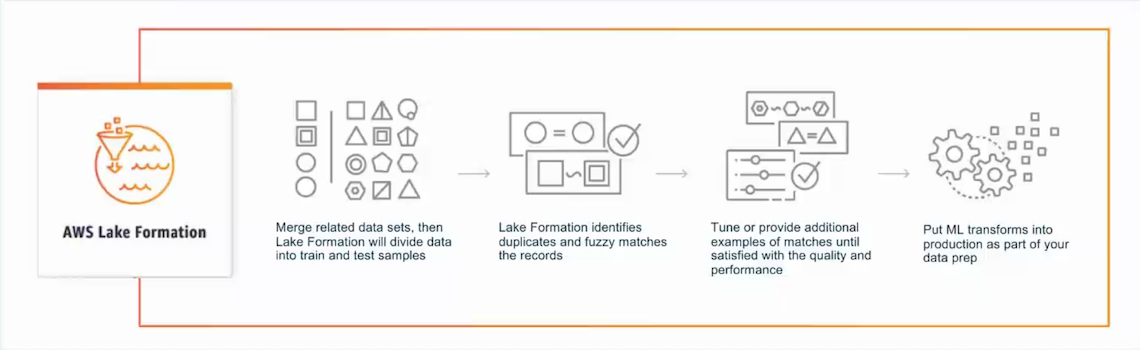 AWS Lake Formation
Merge related data sets, then
Lake Formation will divide data
into train and test samples
Lake Formation identifies
duplicates and fuzzy matches
the records
Tune or provide additional
examples of matches until
satisfied with the quality and
performance
Put ML transforms into
production as part of your
data prep